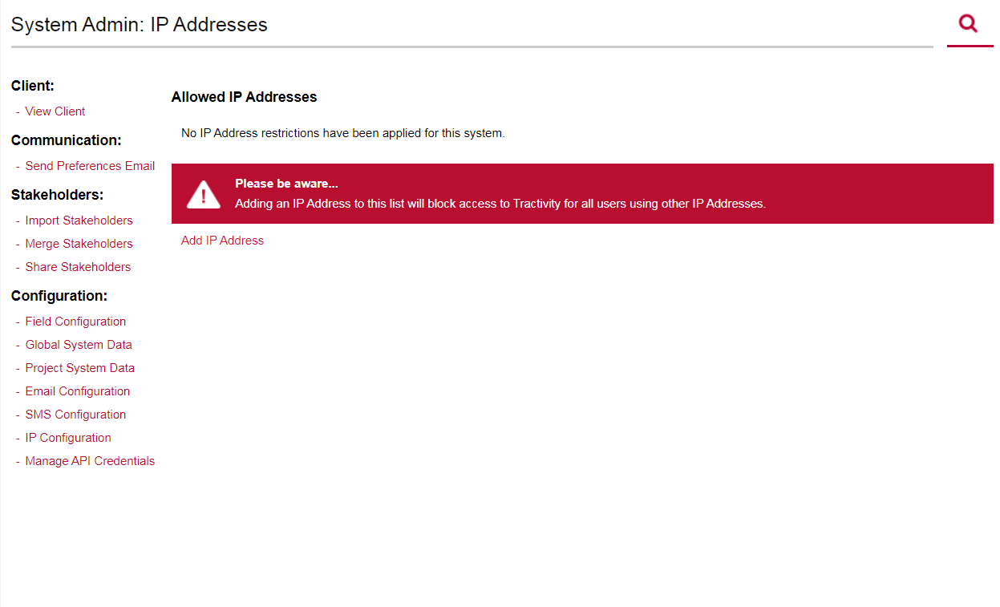 System Admin: IP Addresses
Client:
- View Client
Communication:
- Send Preferences Email
Stakeholders:
- Import Stakeholders
- Merge Stakeholders
- Share Stakeholders
Configuration:
- Field Configuration
- Global System Data
- Project System Data
- Email Configuration
- SMS Configuration
- IP Configuration
- Manage API Credentials
Allowed IP Addresses
No IP Address restrictions have been applied for this system.
Please be aware...
Adding an IP Address to this list will block access to Tractivity for all users using other IP Addresses.
Add IP Address